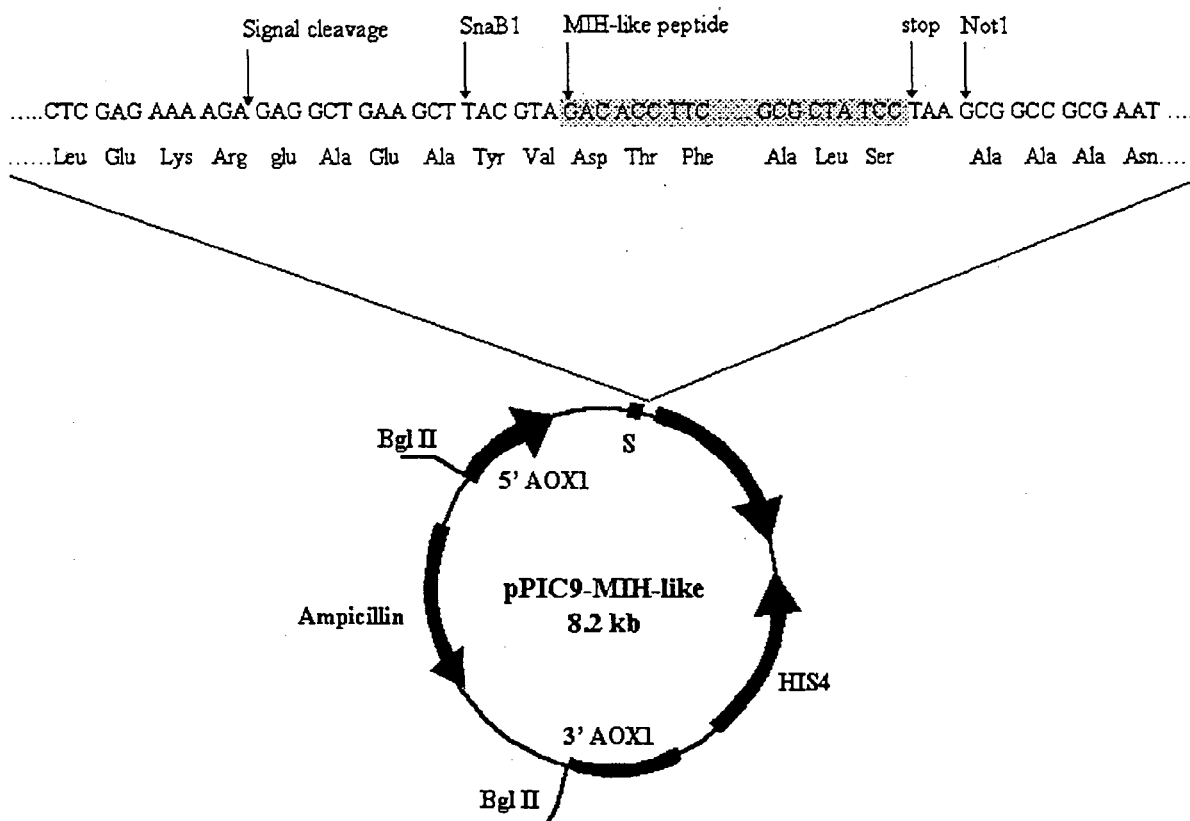 Signal cleavage SnaB1 MIH-like peptide stop Not1
.....CTC GAG AAA AGA GAG GCT GAA GCT TAC GTA GACACC TTC ....GCG CTA TCC TAA GCG GCC GCG AAT ....
......Leu Glu Lys Arg glu Ala Glu Ala Tyr Val Asp Thr Phe Ala Leu Ser Ala Ala Ala Asn....
Bgl II
S
5' AOX1
pPIC9-MIH-like
8.2 kb
Ampicillin
HIS4
3' AOX1
Bgl II